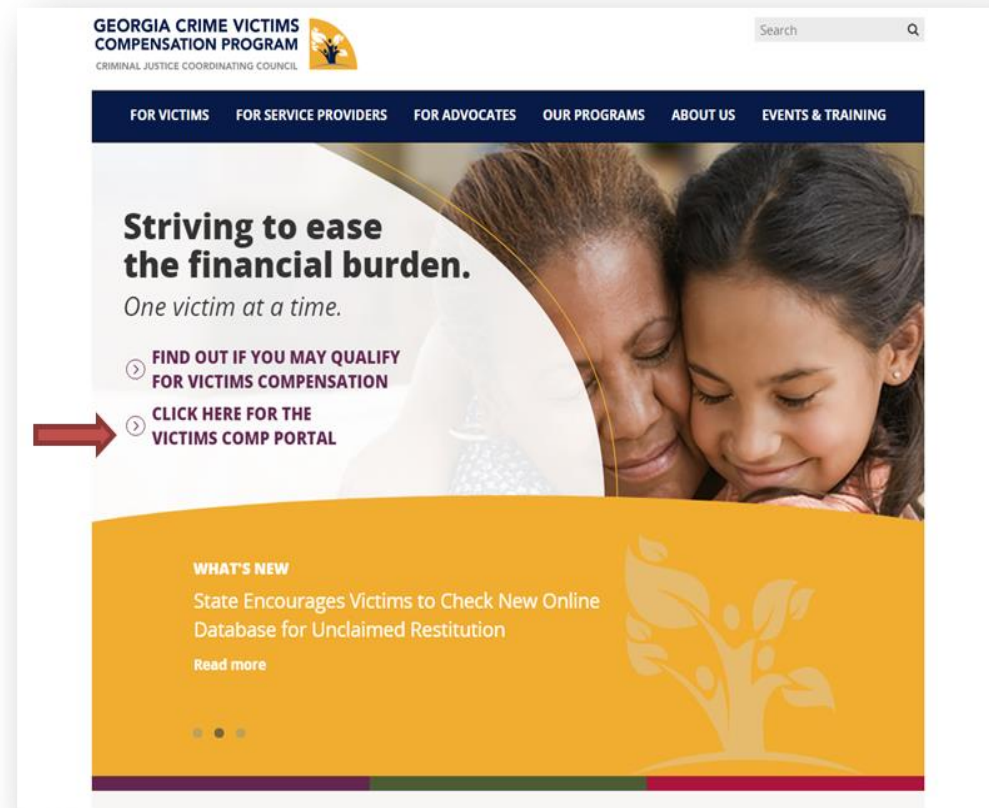 GEORGIA CRIME VICTIMS
COMPENSATION PROGRAM
CRIMINAL JUSTICE COORDINATING COUNCIL
Search
FOR VICTIMS FOR SERVICE PROVIDERS FOR ADVOCATES OUR PROGRAMS ABOUT US EVENTS & TRAINING
Striving to ease
the financial burden.
One victim at a time.
FIND OUT IF YOU MAY QUALIFY
FOR VICTIMS COMPENSATION
CLICK HERE FOR THE
VICTIMS COMP PORTAL
WHAT'S NEW
State Encourages Victims to Check New Online
Database for Unclaimed Restitution
Read more